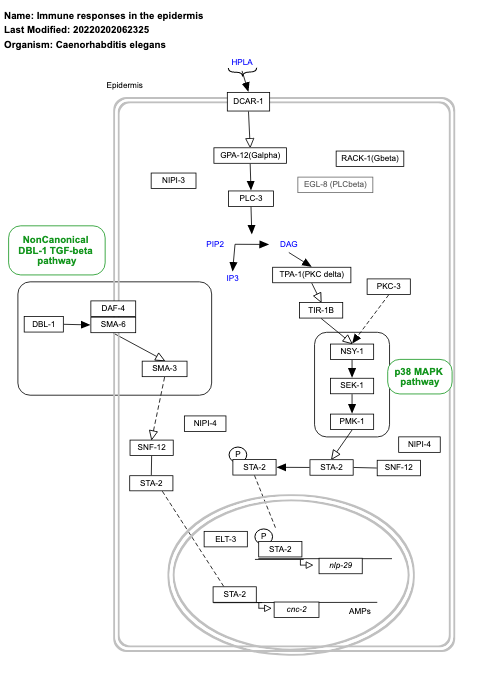 Name: Immune responses in the epidermis
Last Modified: 20220202062325
Organism: Caenorhabditis elegans
HPLA
Epidermis
DCAR-1
GPA-12(Galpha)
RACK-1(Gbeta)
NIPI-3
EGL-8 (PLCbeta)
PLC-3
NonCanonical
DBL-1 TGF-beta
pathway
PIP2
DAG
IP3
TPA-1(PKC delta)
PKC-3
DAF-4
TIR-1B
DBL-1
SMA-6
NSY-1
SMA-3
p38 MAPK
pathway
SEK-1
PMK-1
NIPI-4
NIPI-4
SNF-12
P
STA-2
STA-2
SNF-12
STA-2
ELT-3
P
STA-2
nlp-29
STA-2
cnc-2
AMPs